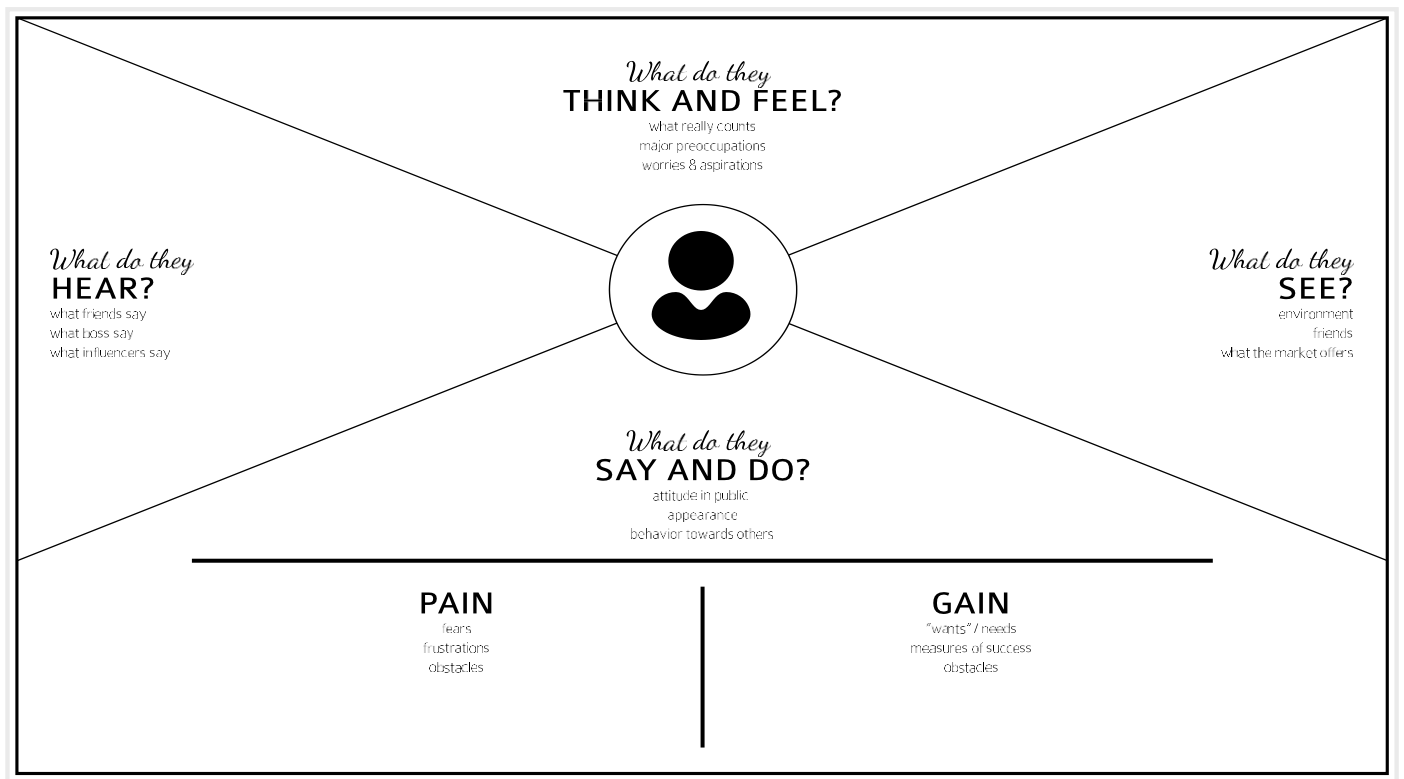 What do they
THINK AND FEEL?
what really counts
major preoccupations
worries & aspirations
What do they
HEAR?
what friends say
what boss say
what influencers say
What do they
SEE?
environment
friends
what the market offers
What do they
SAY AND DO?
attitude in public
appearance
behavior towards others
PAIN
fears
frustrations
obstacles
GAIN
“wants” / needs
measures of success
obstacles